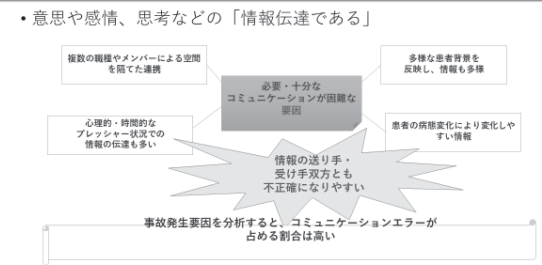 ・意思や感情、思考などの「情報伝達である」
複数の職種やメンバーによる空間
を隔てた連携
多様な患者背景を
反映し、情報も多様
必要・十分な
コミュニケーションが困難な
要因
心理的・時間的な
プレッシャー状況での
情報の伝達も多い
患者の病態変化により変化しや
すい情報
情報の送り手・
受け手双方とも
不正確になりやすい
事故発生要因を分析すると、コミュニケーションエラーが
占める割合は高い